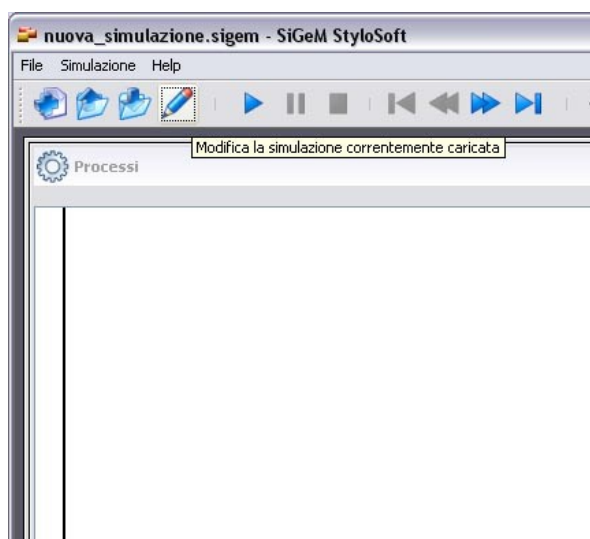 nuova_simulazione.sigem - SiGeM StyloSoft
File Simulazione Help
Modifica la simulazione correntemente caricata
Processi